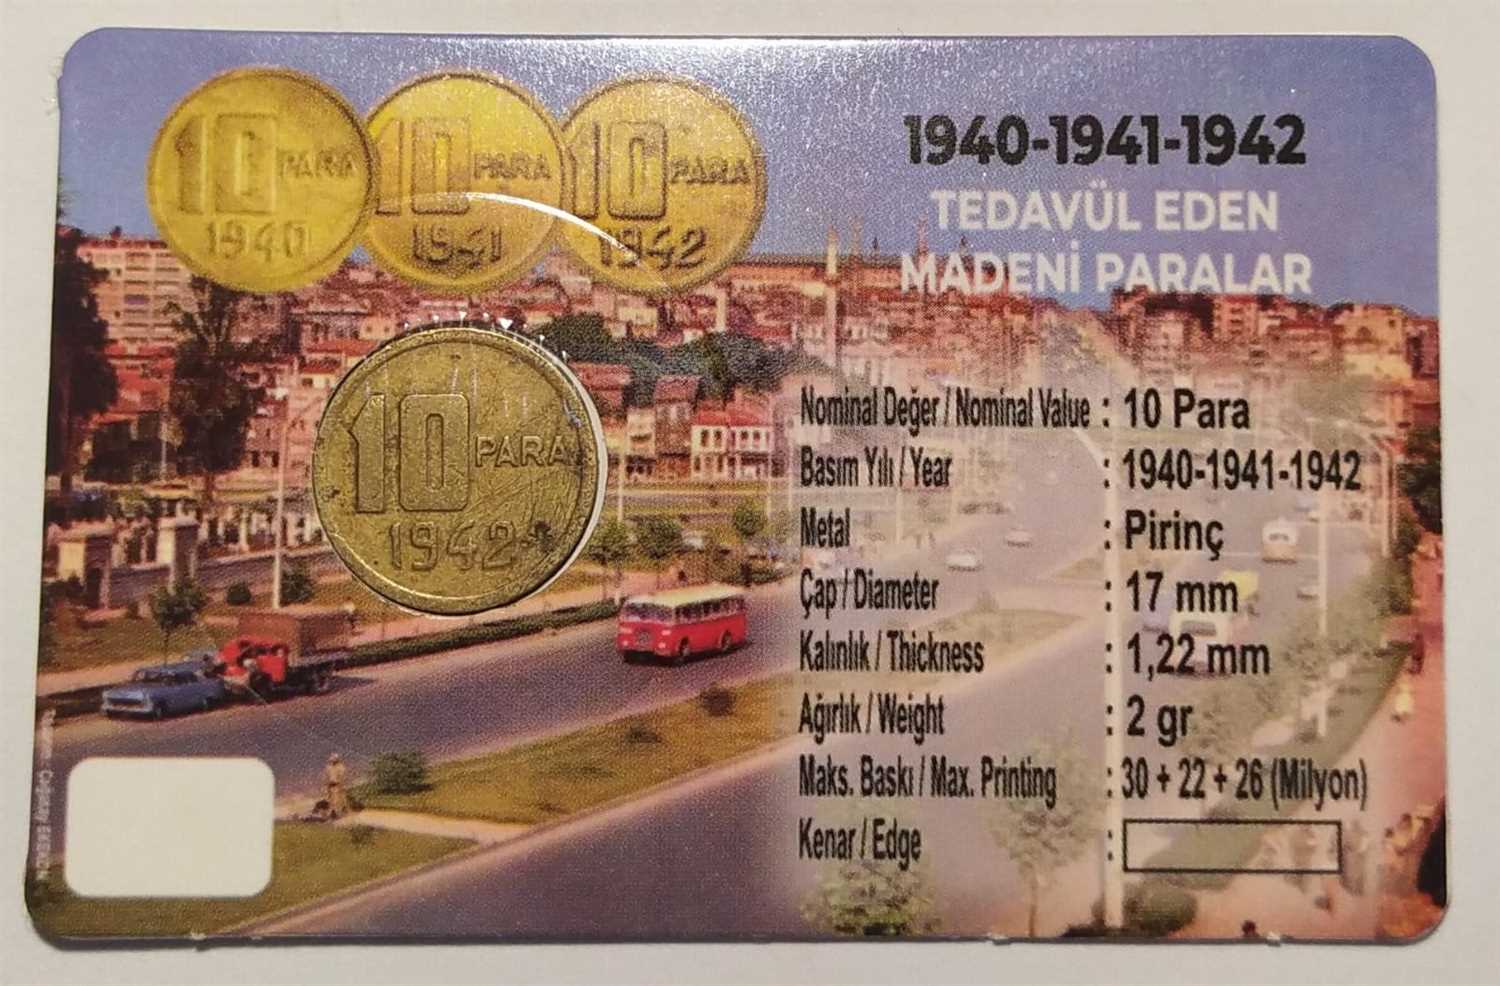 10 PARA
1940
10 PARA
1941
10 PARA
1942
1940-1941-1942
TEDAVÜL EDEN
MADENİ PARALAR
10 PARA
1942
Nominal Değer / Nominal Value : 10 Para
Basım Yılı / Year : 1940-1941-1942
Metal : Pirinç
Çap / Diameter : 17 mm
Kalınlık / Thickness : 1,22 mm
Ağırlık / Weight : 2 gr
Maks. Baskı / Max. Printing : 30 + 22 + 26 (Milyon)
Kenar / Edge :